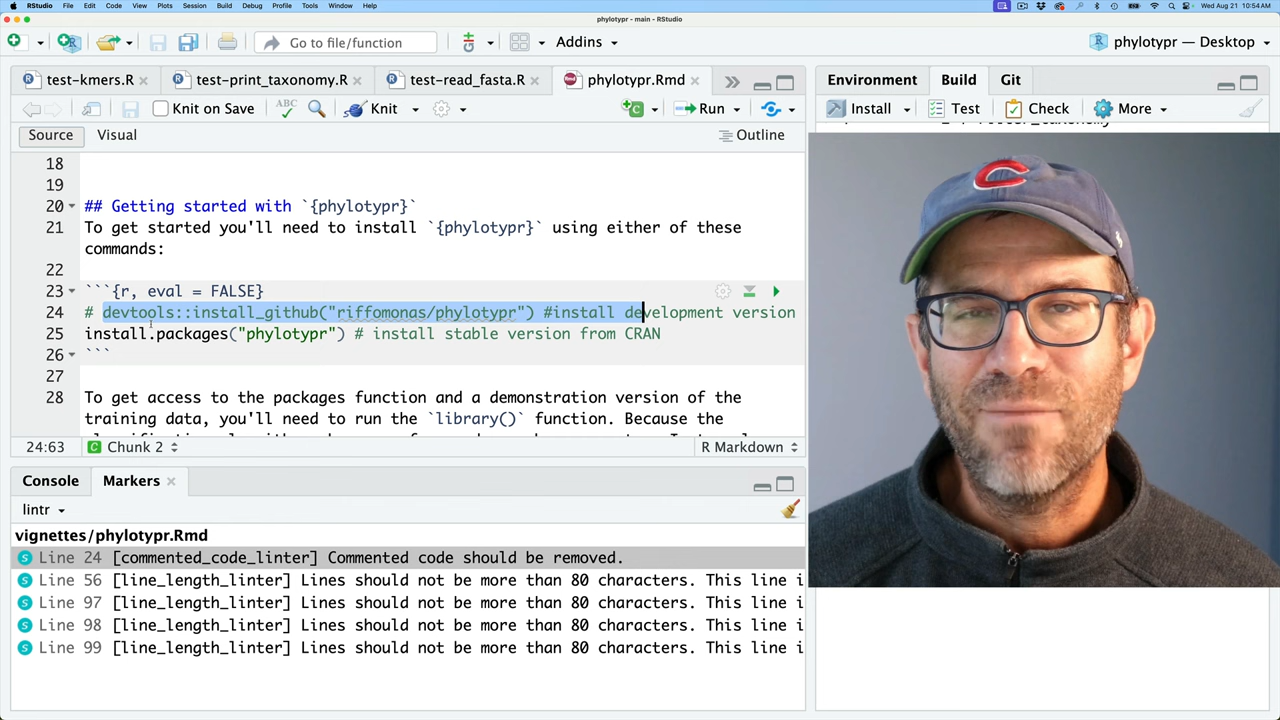 RStudio File Edit Code View Plots Session Build Debug Profile Tools Window Help Wed Aug 21 10:54 AM
phylotypr - main - RStudio
Go to file/function Addins phylotypr — Desktop
test-kmers.R test-print_taxonomy.R test-read_fasta.R phylotypr.Rmd
Environment Build Git
Knit on Save ABC Knit Run
Install Test Check More
Source Visual Outline
18
19
20 ## Getting started with `{phylotypr}`
21 To get started you'll need to install `{phylotypr}` using either of these
commands:
22
23 ```{r, eval = FALSE}
24 # devtools::install_github("riffomonas/phylotypr") #install development version
25 install.packages("phylotypr") # install stable version from CRAN
26 ```
27
28 To get access to the packages function and a demonstration version of the
training data, you'll need to run the `library()` function. Because the
24:63 Chunk 2 R Markdown
Console Markers
lintr
vignettes/phylotypr.Rmd
Line 24 [commented_code_linter] Commented code should be removed.
Line 56 [line_length_linter] Lines should not be more than 80 characters. This line i
Line 97 [line_length_linter] Lines should not be more than 80 characters. This line i
Line 98 [line_length_linter] Lines should not be more than 80 characters. This line i
Line 99 [line_length_linter] Lines should not be more than 80 characters. This line i
C